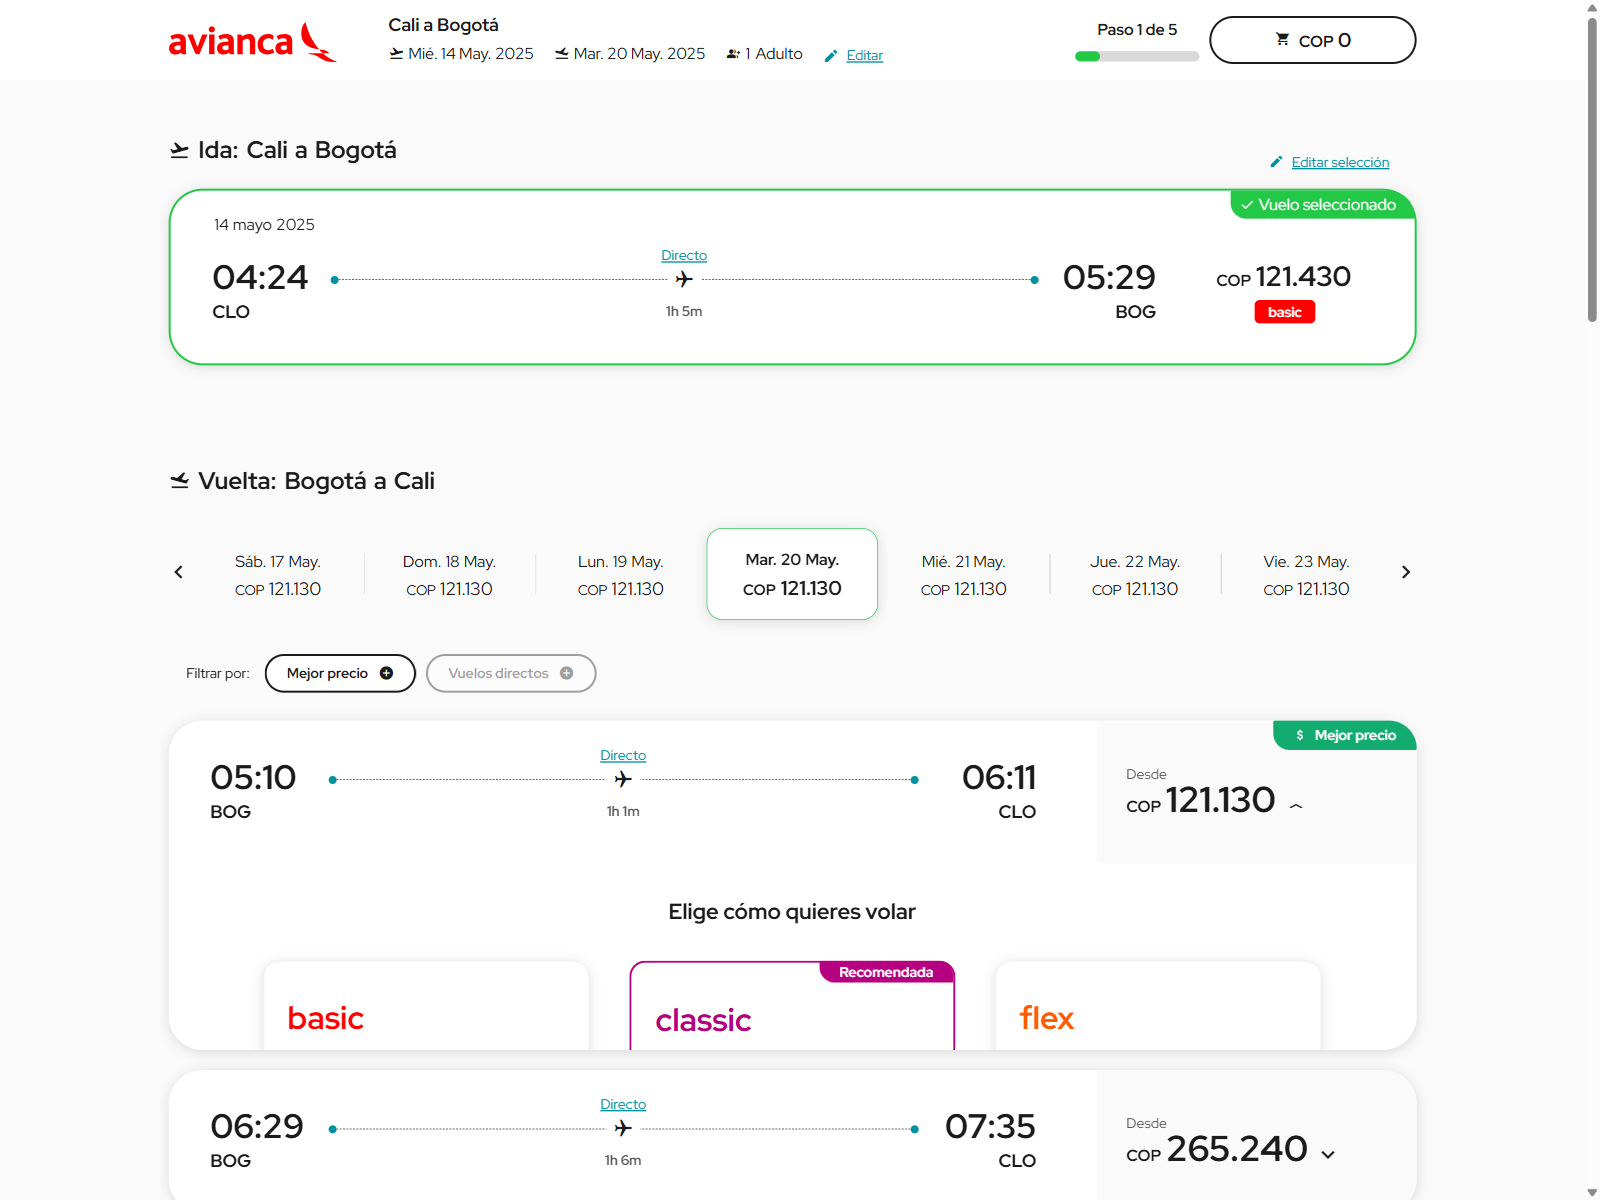 avianca
Cali a Bogotá
Mié. 14 May. 2025 Mar. 20 May. 2025 1 Adulto Editar
Paso 1 de 5
COP 0
Ida: Cali a Bogotá
Editar selección
Vuelo seleccionado
14 mayo 2025
Directo
04:24 05:29
CLO 1h 5m BOG
COP 121.430
basic
Vuelta: Bogotá a Cali
Sáb. 17 May. Dom. 18 May. Lun. 19 May. Mar. 20 May. Mié. 21 May. Jue. 22 May. Vie. 23 May.
COP 121.130 COP 121.130 COP 121.130 COP 121.130 COP 121.130 COP 121.130 COP 121.130
Filtrar por: Mejor precio Vuelos directos
$ Mejor precio
Directo
05:10 06:11
BOG 1h 1m CLO
Desde
COP 121.130
Elige cómo quieres volar
Recomendada
basic classic flex
Directo
06:29 07:35
BOG 1h 6m CLO
Desde
COP 265.240